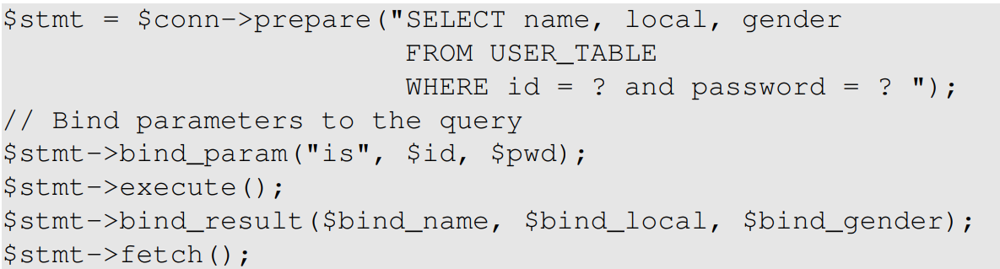 $stmt = $conn->prepare("SELECT name, local, gender
FROM USER_TABLE
WHERE id = ? and password = ? ");
// Bind parameters to the query
$stmt->bind_param("is", $id, $pwd);
$stmt->execute();
$stmt->bind_result($bind_name, $bind_local, $bind_gender);
$stmt->fetch();